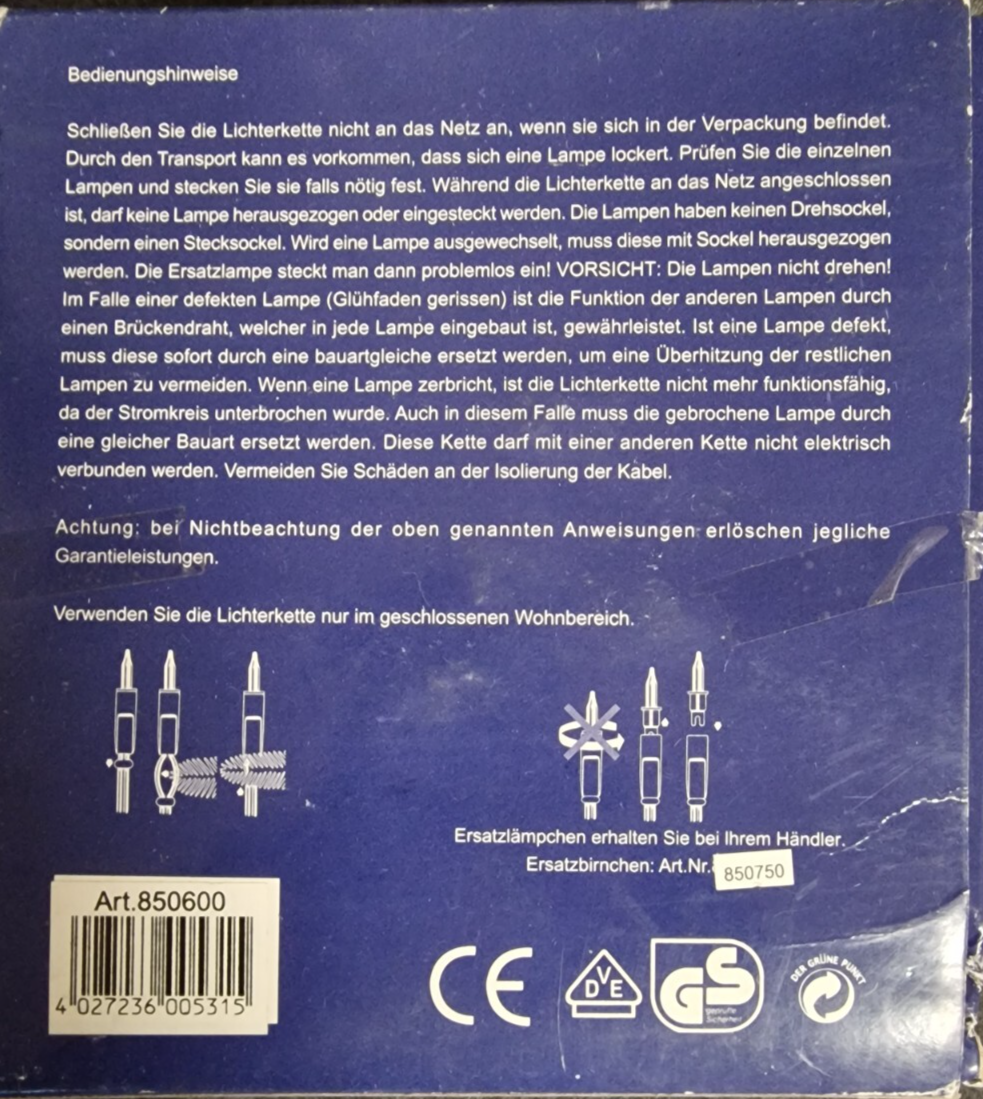 Bedienungshinweise
Schließen Sie die Lichterkette nicht an das Netz an, wenn sie sich in der Verpackung befindet.
Durch den Transport kann es vorkommen, dass sich eine Lampe lockert. Prüfen Sie die einzelnen
Lampen und stecken Sie sie falls nötig fest. Während die Lichterkette an das Netz angeschlossen
ist, darf keine Lampe herausgezogen oder eingesteckt werden. Die Lampen haben keinen Drehsockel,
sondern einen Stecksockel. Wird eine Lampe ausgewechselt, muss diese mit Sockel herausgezogen
werden. Die Ersatzlampe steckt man dann problemlos ein! VORSICHT: Die Lampen nicht drehen!
Im Falle einer defekten Lampe (Glühfaden gerissen) ist die Funktion der anderen Lampen durch
einen Brückendraht, welcher in jede Lampe eingebaut ist, gewährleistet. Ist eine Lampe defekt,
muss diese sofort durch eine bauartgleiche ersetzt werden, um eine Überhitzung der restlichen
Lampen zu vermeiden. Wenn eine Lampe zerbricht, ist die Lichterkette nicht mehr funktionsfähig,
da der Stromkreis unterbrochen wurde. Auch in diesem Falle muss die gebrochene Lampe durch
eine gleicher Bauart ersetzt werden. Diese Kette darf mit einer anderen Kette nicht elektrisch
verbunden werden. Vermeiden Sie Schäden an der Isolierung der Kabel.
Achtung: bei Nichtbeachtung der oben genannten Anweisungen erlöschen jegliche
Garantieleistungen.
Verwenden Sie die Lichterkette nur im geschlossenen Wohnbereich.
Ersatzlämpchen erhalten Sie bei Ihrem Händler.
Ersatzbirnchen: Art.Nr. 850750
Art.850600
4 027236 005315
CE
VDE
GS
geprüfte
Sicherheit
DER GRÜNE PUNKT